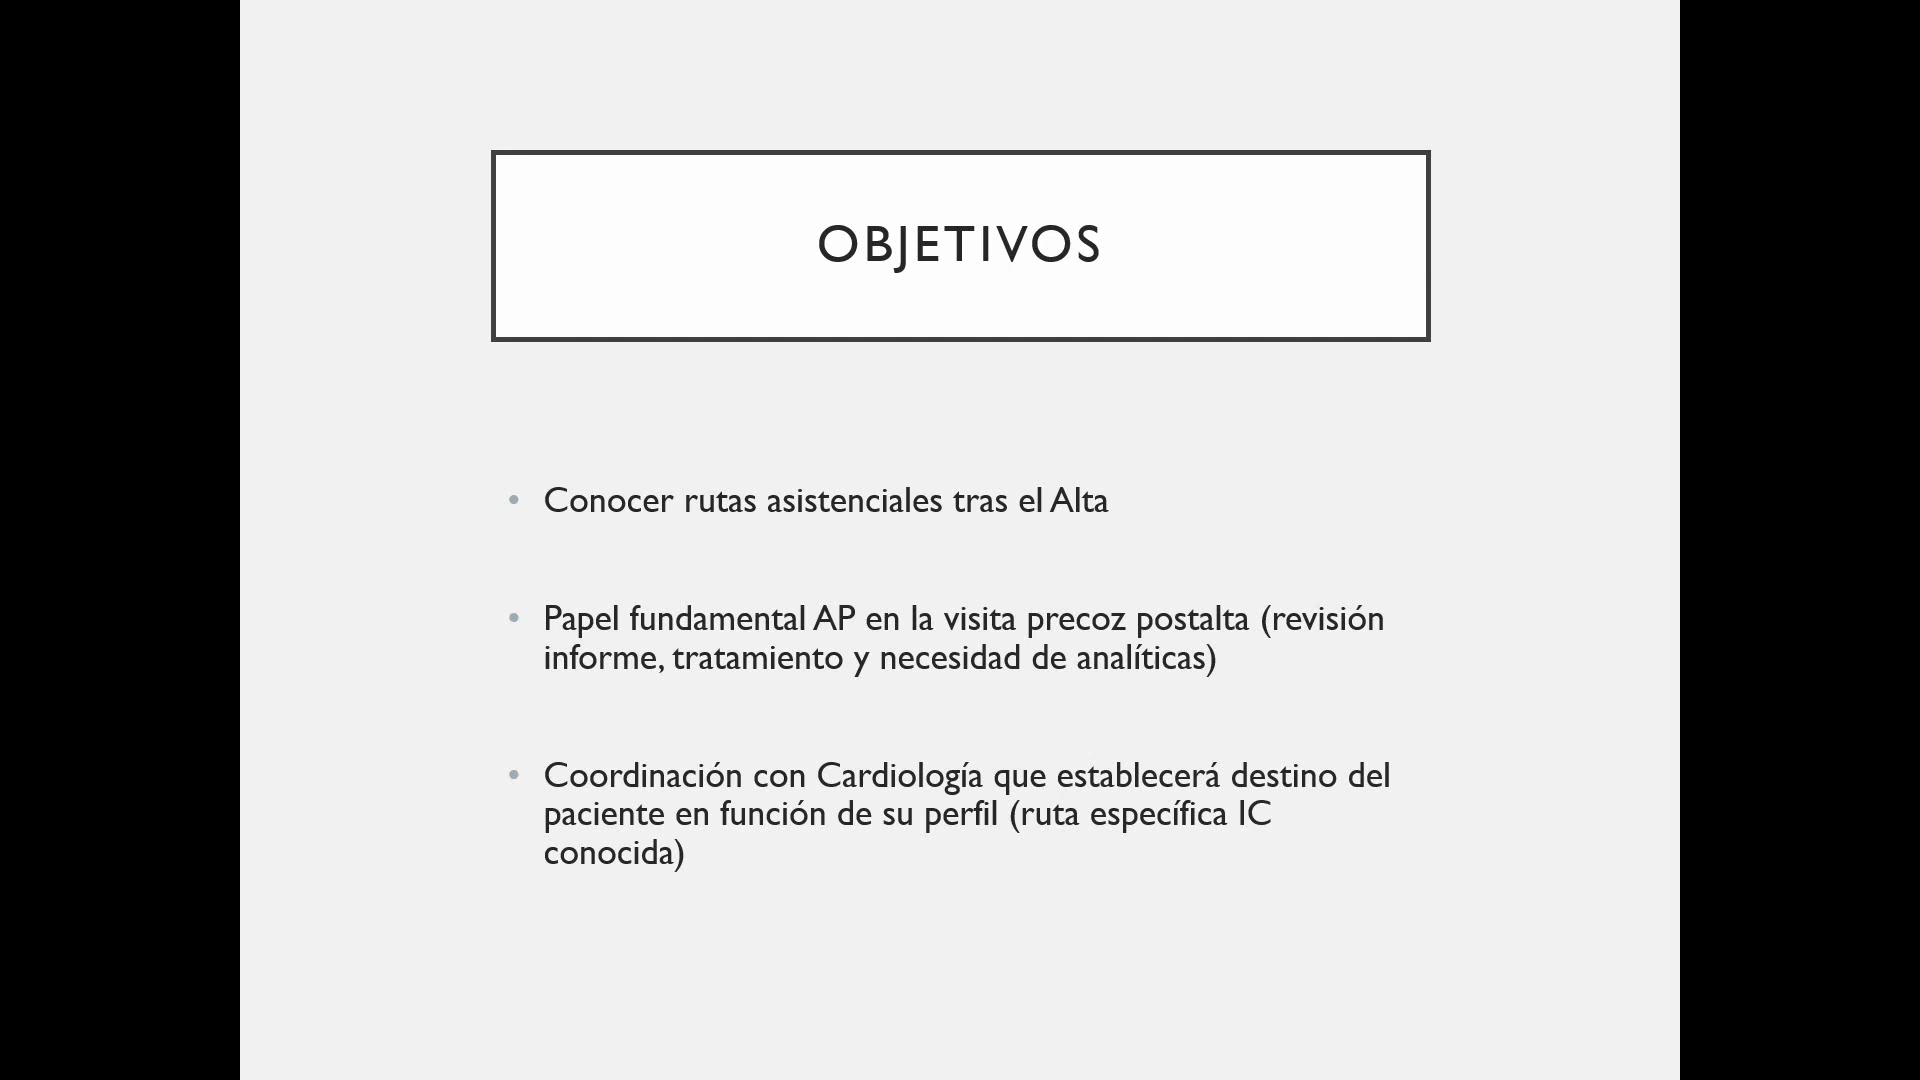 OBJETIVOS
• Conocer rutas asistenciales tras el Alta
• Papel fundamental AP en la visita precoz postalta (revisión
informe, tratamiento y necesidad de analíticas)
• Coordinación con Cardiología que establecerá destino del
paciente en función de su perfil (ruta específica IC
conocida)